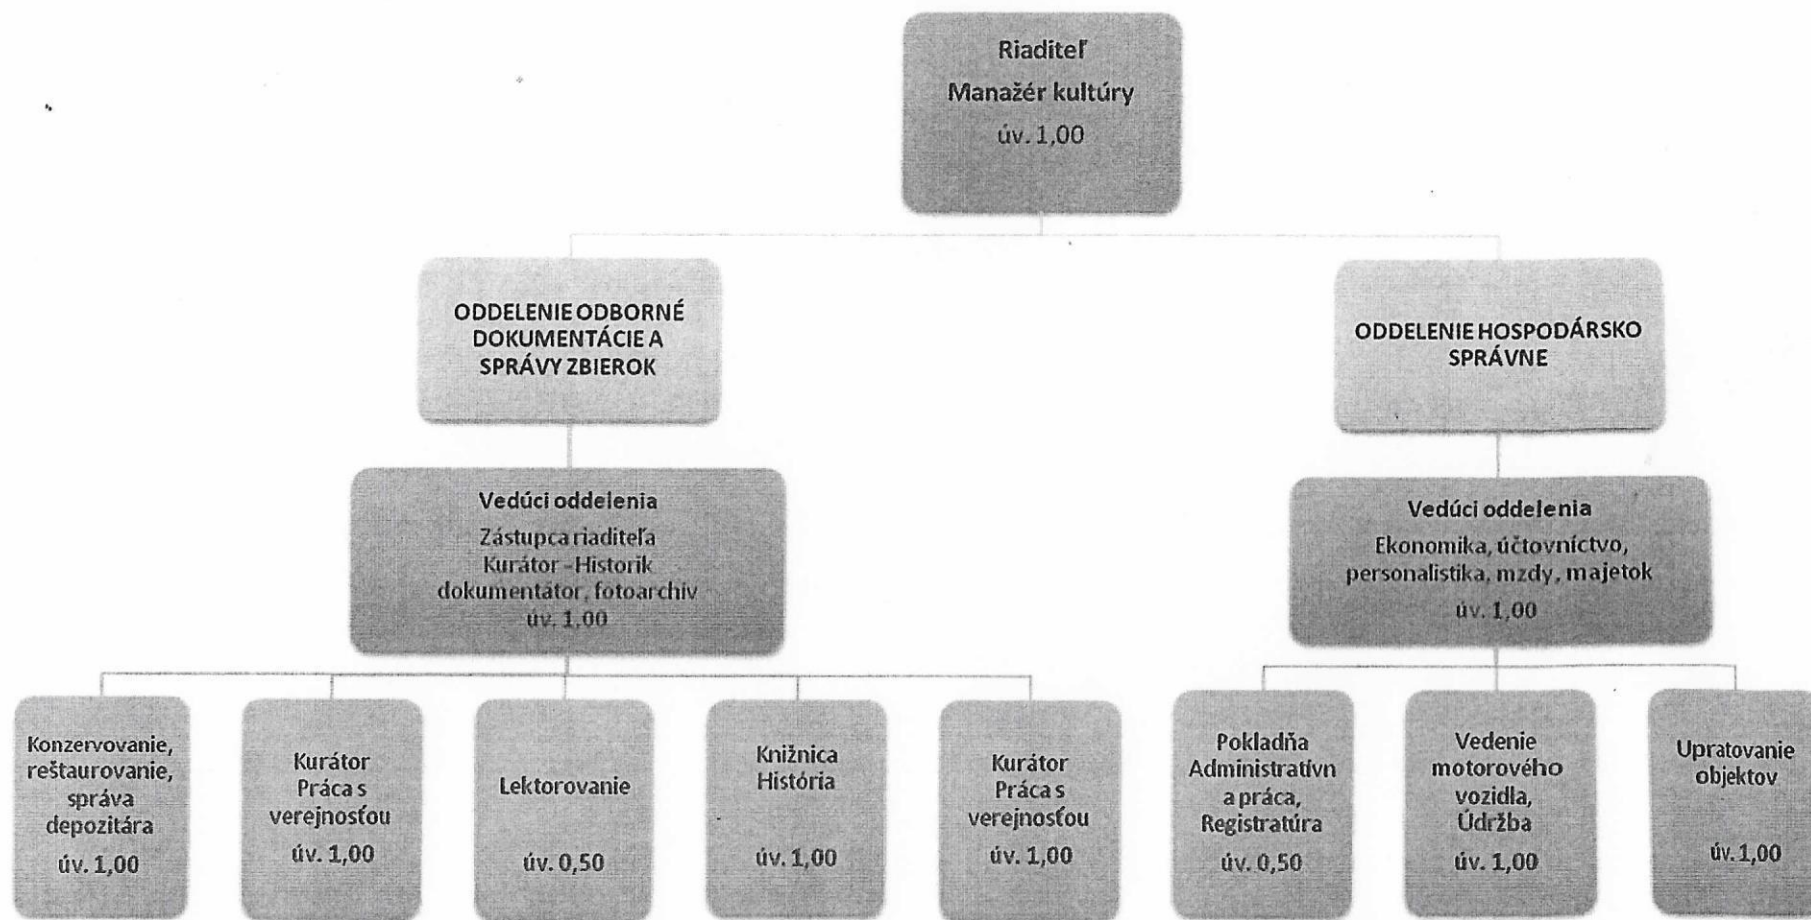 Riaditeľ
Manažér kultúry
úv. 1,00
ODDELENIE ODBORNÉ
DOKUMENTÁCIE A
SPRÁVY ZBIEROK
ODDELENIE HOSPODÁRSKO
SPRÁVNE
Vedúci oddelenia
Zástupca riaditeľa
Kurátor -Historik
dokumentátor, fotoarchív
úv. 1,00
Vedúci oddelenia
Ekonomika, účtovníctvo,
personalistika, mzdy, majetok
úv. 1,00
Konzervovanie,
reštaurovanie,
správa
depozitára
úv. 1,00
Kurátor
Práca s
verejnosťou
úv. 1,00
Lektorovanie
úv. 0,50
Knižnica
História
úv. 1,00
Kurátor
Práca s
verejnosťou
úv. 1,00
Pokladňa
Administratívn
a práca,
Registratúra
úv. 0,50
Vedenie
motorového
vozidla,
Údržba
úv. 1,00
Upratovanie
objektov
úv. 1,00